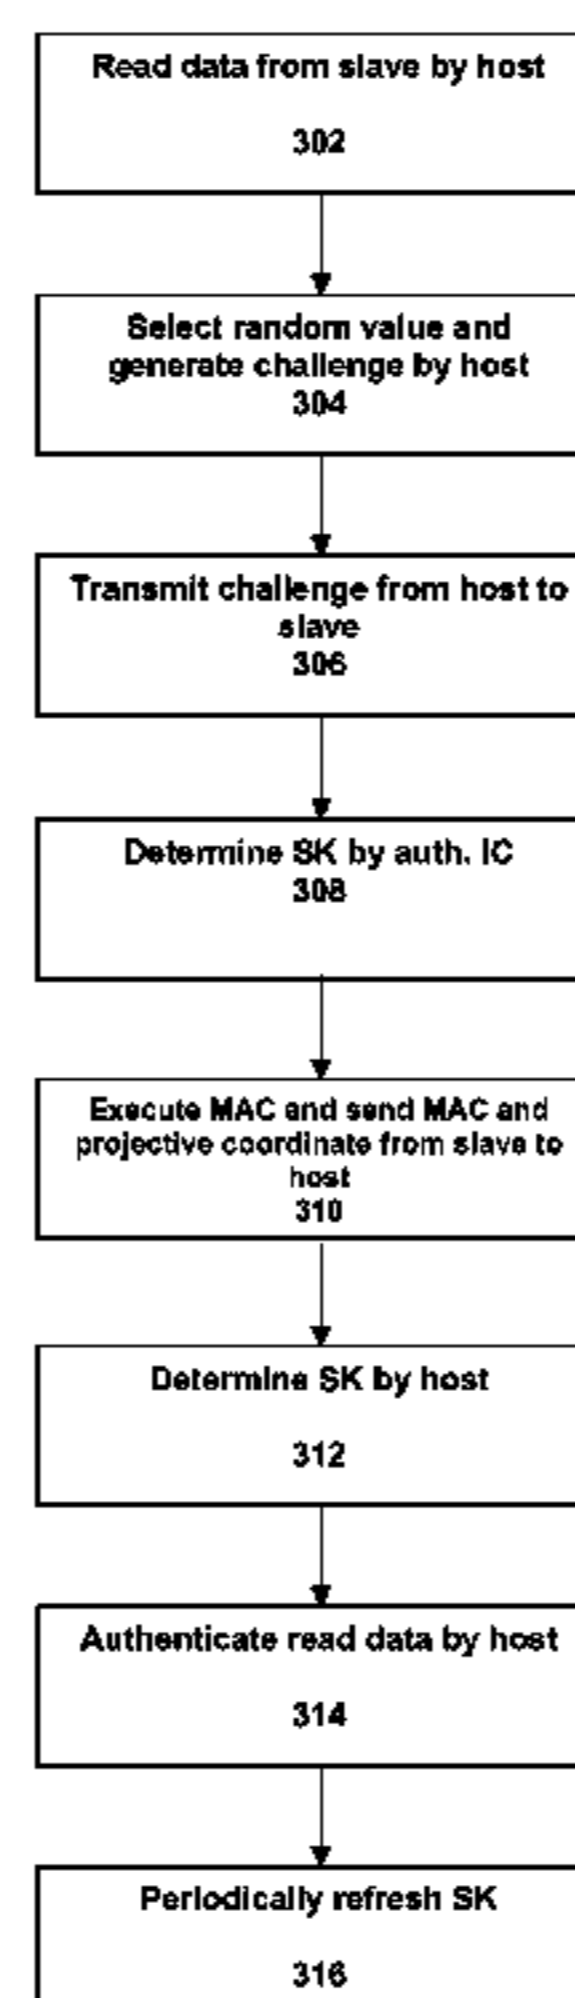 Read data from slave by host
302
Select random value and
generate challenge by host
304
Transmit challenge from host to
slave
306
Determine SK by auth. IC
308
Execute MAC and send MAC and
projective coordinate from slave to
host
310
Determine SK by host
312
Authenticate read data by host
314
Periodically refresh SK
316